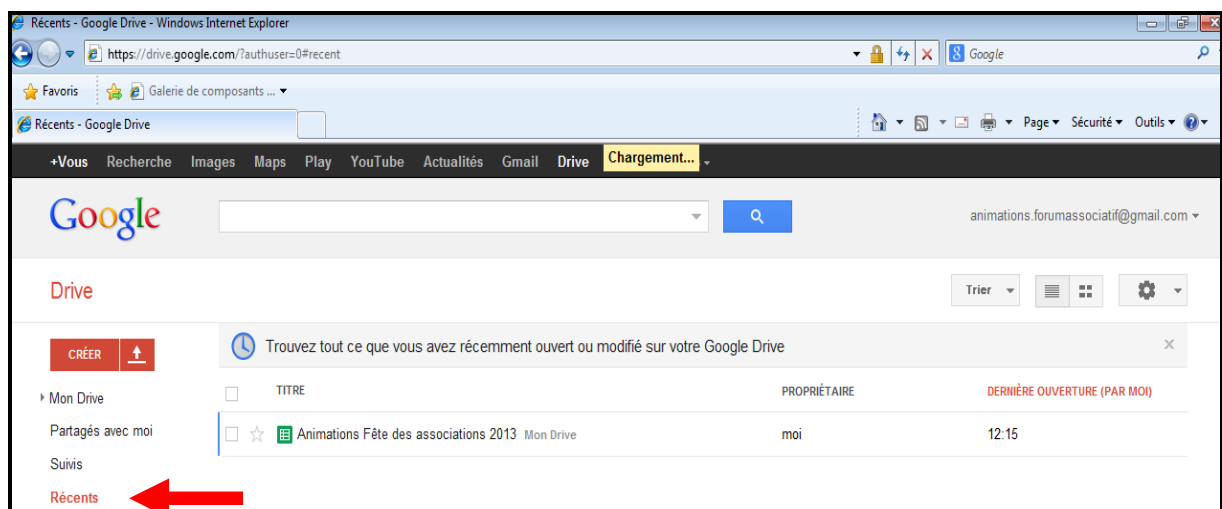 Récents - Google Drive - Windows Internet Explorer
https://drive.google.com/?authuser=0#recent
Google
Favoris
Galerie de composants ...
Récents - Google Drive
Page
Sécurité
Outils
+Vous Recherche Images Maps Play YouTube Actualités Gmail Drive Chargement...
Google
animations.forumassociatif@gmail.com
Drive
Trier
CRÉER
Trouvez tout ce que vous avez récemment ouvert ou modifié sur votre Google Drive
TITRE PROPRIÉTAIRE DERNIÈRE OUVERTURE (PAR MOI)
Mon Drive
Partagés avec moi
Animations Fête des associations 2013 Mon Drive moi 12:15
Suivis
Récents